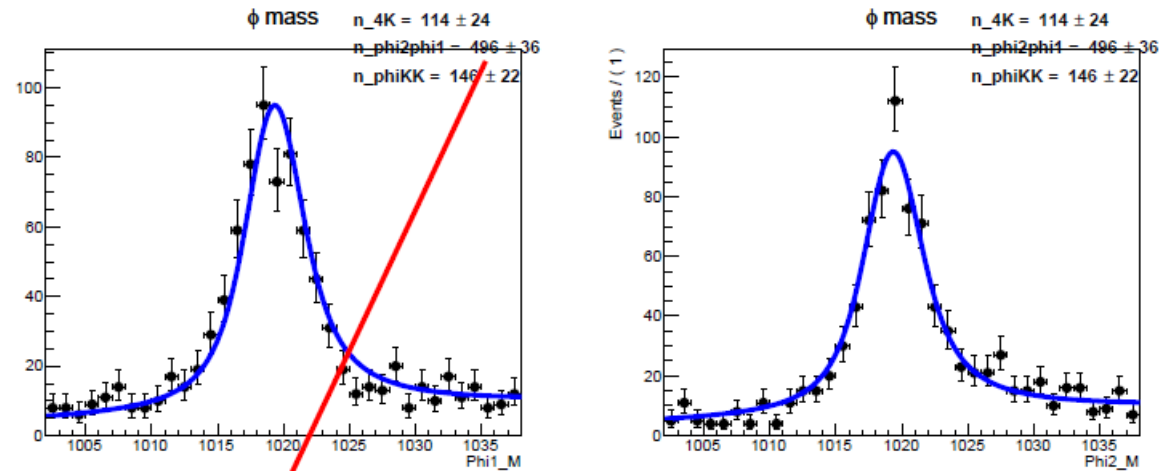 ϕ mass
n_4K = 114 ± 24
n_phi2phi1 = 496 ± 36
n_phiKK = 146 ± 22
100
80
60
40
20
0
1005 1010 1015 1020 1025 1030 1035
Phi1_M
ϕ mass
n_4K = 114 ± 24
n_phi2phi1 = 496 ± 36
n_phiKK = 146 ± 22
Events / ( 1 )
120
100
80
60
40
20
0
1005 1010 1015 1020 1025 1030 1035
Phi2_M